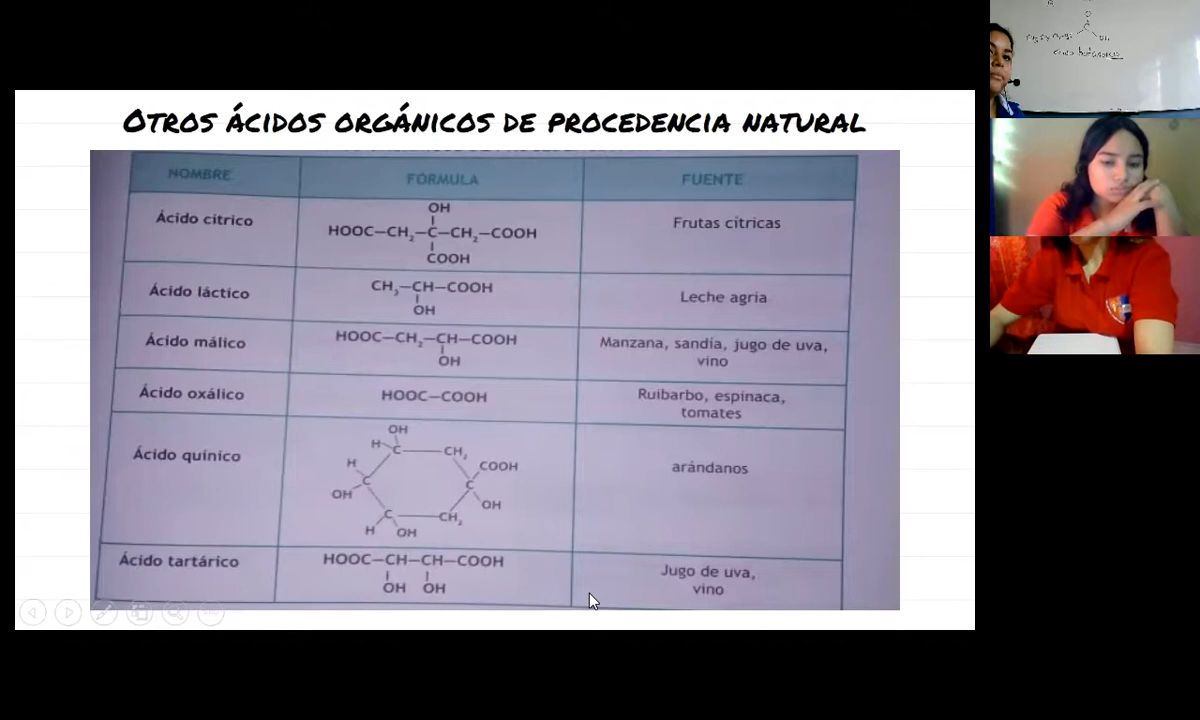 OTROS ÁCIDOS ORGÁNICOS DE PROCEDENCIA NATURAL
NOMBRE FÓRMULA FUENTE
Ácido cítrico
OH
HOOC–CH₂–C–CH₂–COOH
COOH
Frutas cítricas
Ácido láctico
CH₃–CH–COOH
OH
Leche agria
Ácido málico
HOOC–CH₂–CH–COOH
OH
Manzana, sandía, jugo de uva,
vino
Ácido oxálico
HOOC–COOH
Ruibarbo, espinaca,
tomates
Ácido quínico
OH
H C CH₂
H COOH
C C
OH OH
C CH₂
H OH
arándanos
Ácido tartárico
HOOC–CH–CH–COOH
OH OH
Jugo de uva,
vino